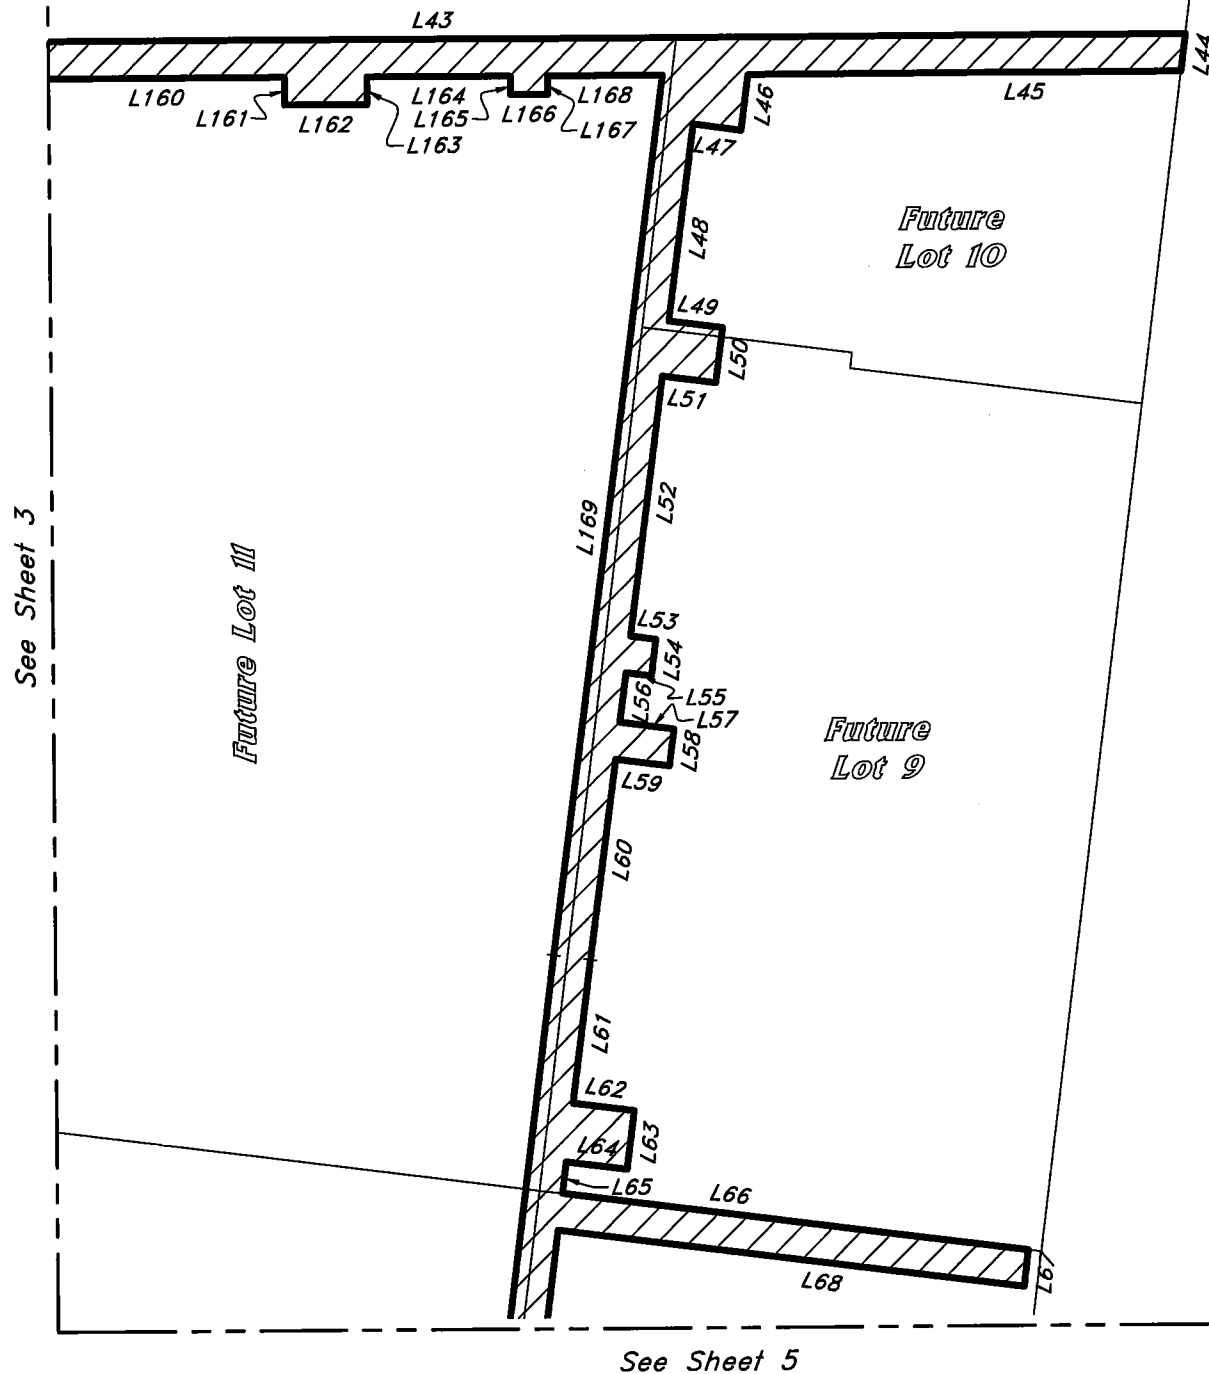 L43
L44
L160
L161
L162
L163
L164
L165
L166
L167
L168
L46
L45
L47
L48
Future
Lot 10
L49
L50
L51
L52
L169
See Sheet 3
Future Lot 11
L53
L54
L55
L56
L57
L58
L59
Future
Lot 9
L60
L61
L62
L63
L64
L65
L66
L67
L68
See Sheet 5